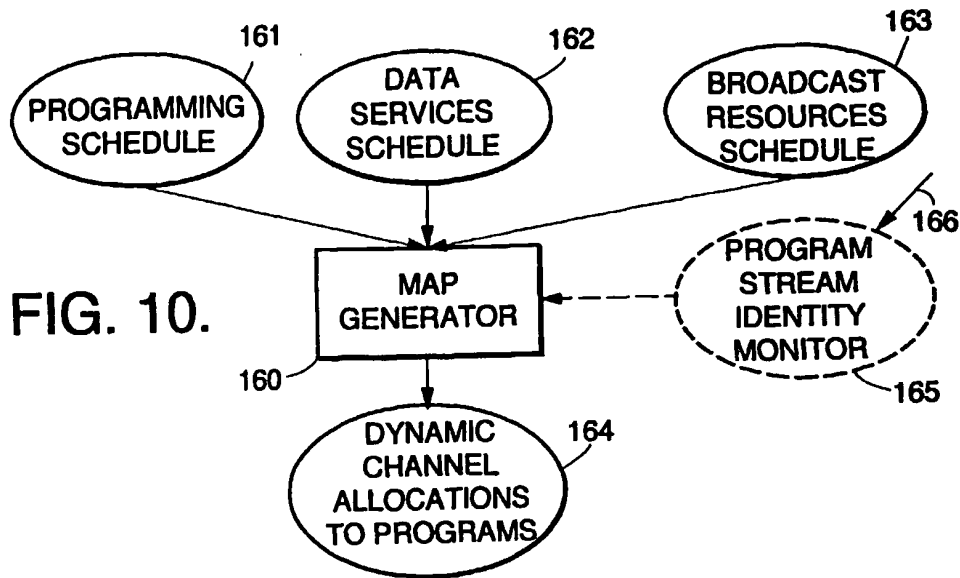 161
PROGRAMMING
SCHEDULE
162
DATA
SERVICES
SCHEDULE
163
BROADCAST
RESOURCES
SCHEDULE
166
PROGRAM
STREAM
IDENTITY
MONITOR
165
FIG. 10.
MAP
GENERATOR
160
DYNAMIC
CHANNEL
ALLOCATIONS
TO PROGRAMS
164